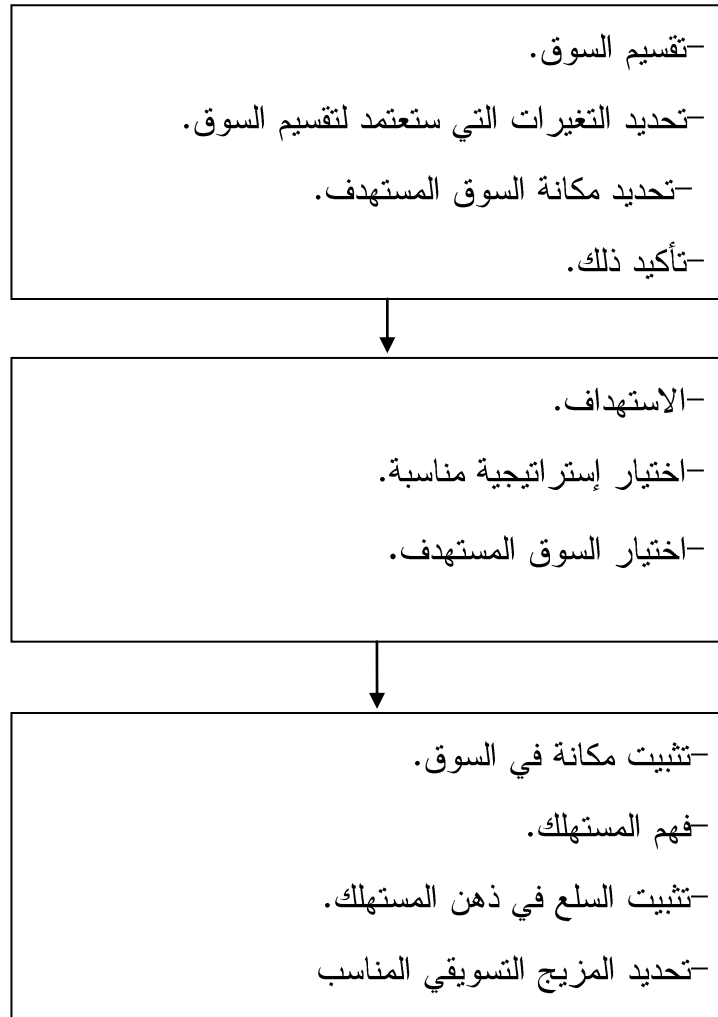 -تقسيم السوق.
-تحديد التغيرات التي ستعتمد لتقسيم السوق.
-تحديد مكانة السوق المستهدف.
-تأكيد ذلك.
-الاستهداف.
-اختيار إستراتيجية مناسبة.
-اختيار السوق المستهدف.
-تثبيت مكانة في السوق.
-فهم المستهلك.
-تثبيت السلع في ذهن المستهلك.
-تحديد المزيج التسويقي المناسب